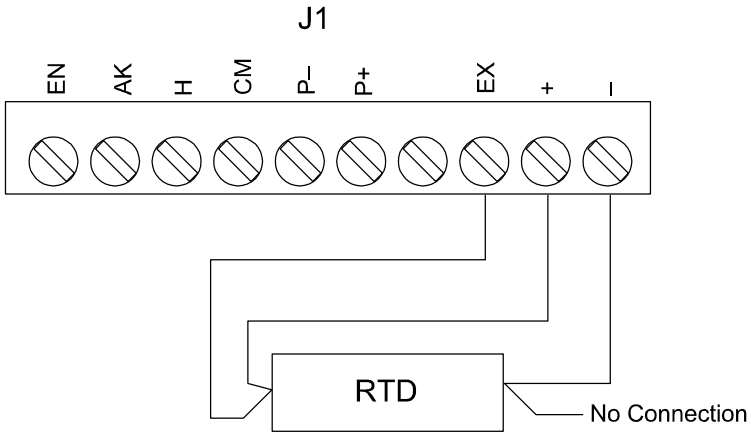 J1
EN AK H CM P– P+ EX + –
RTD
No Connection